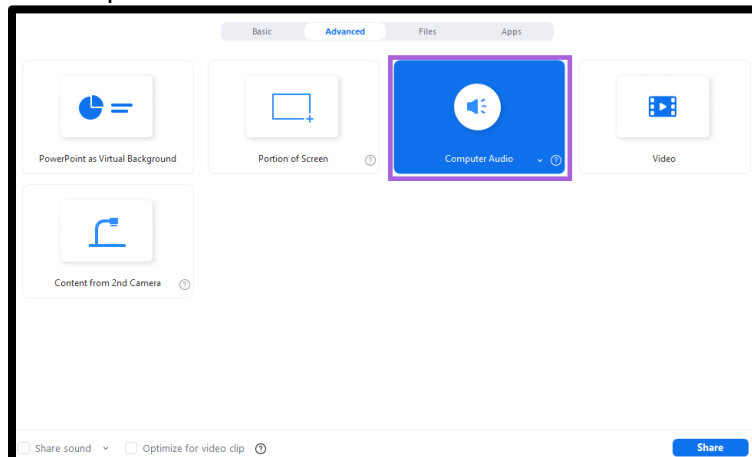 Basic Advanced Files Apps
PowerPoint as Virtual Background Portion of Screen Computer Audio Video
Content from 2nd Camera
Share sound Optimize for video clip Share